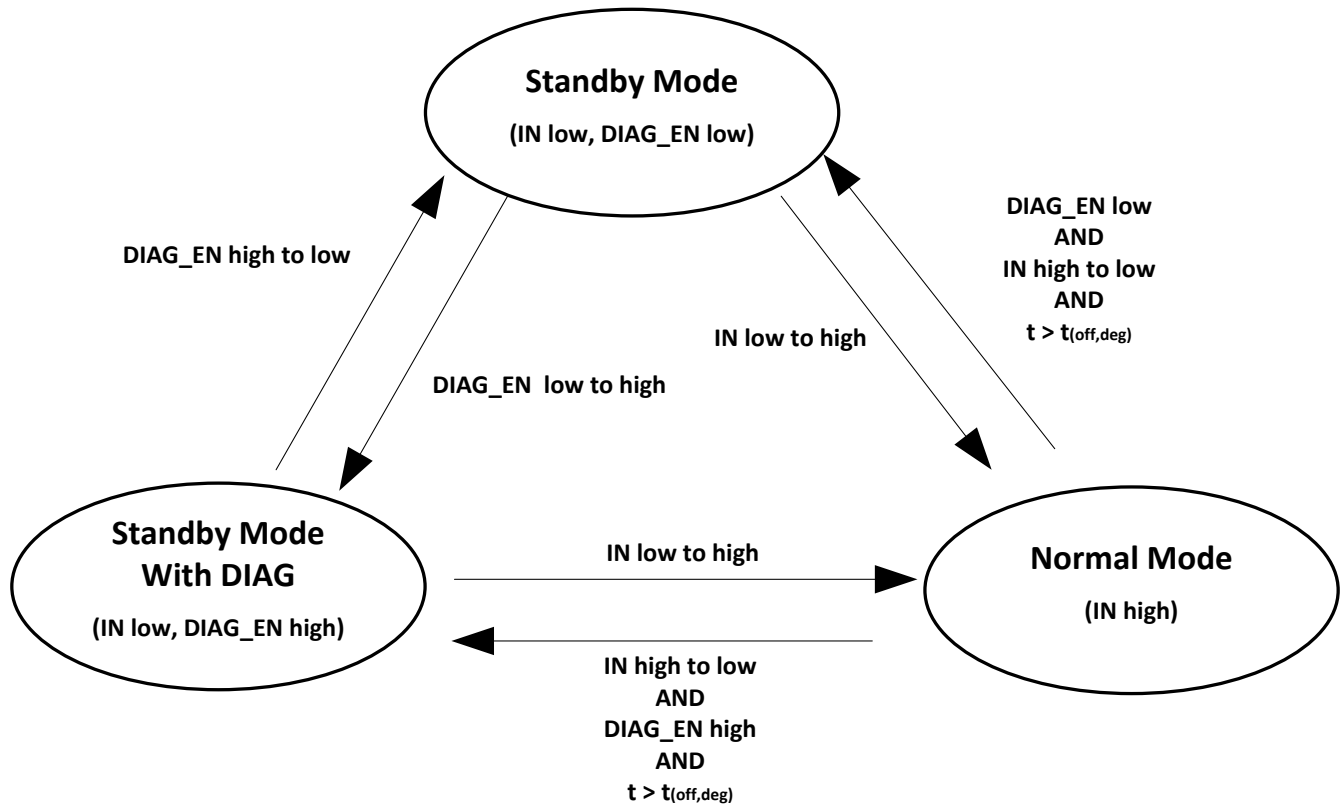 Standby Mode
(IN low, DIAG_EN low)
DIAG_EN high to low
DIAG_EN low to high
IN low to high
DIAG_EN low
AND
IN high to low
AND
t > t(off,deg)
Standby Mode
With DIAG
(IN low, DIAG_EN high)
IN low to high
IN high to low
AND
DIAG_EN high
AND
t > t(off,deg)
Normal Mode
(IN high)